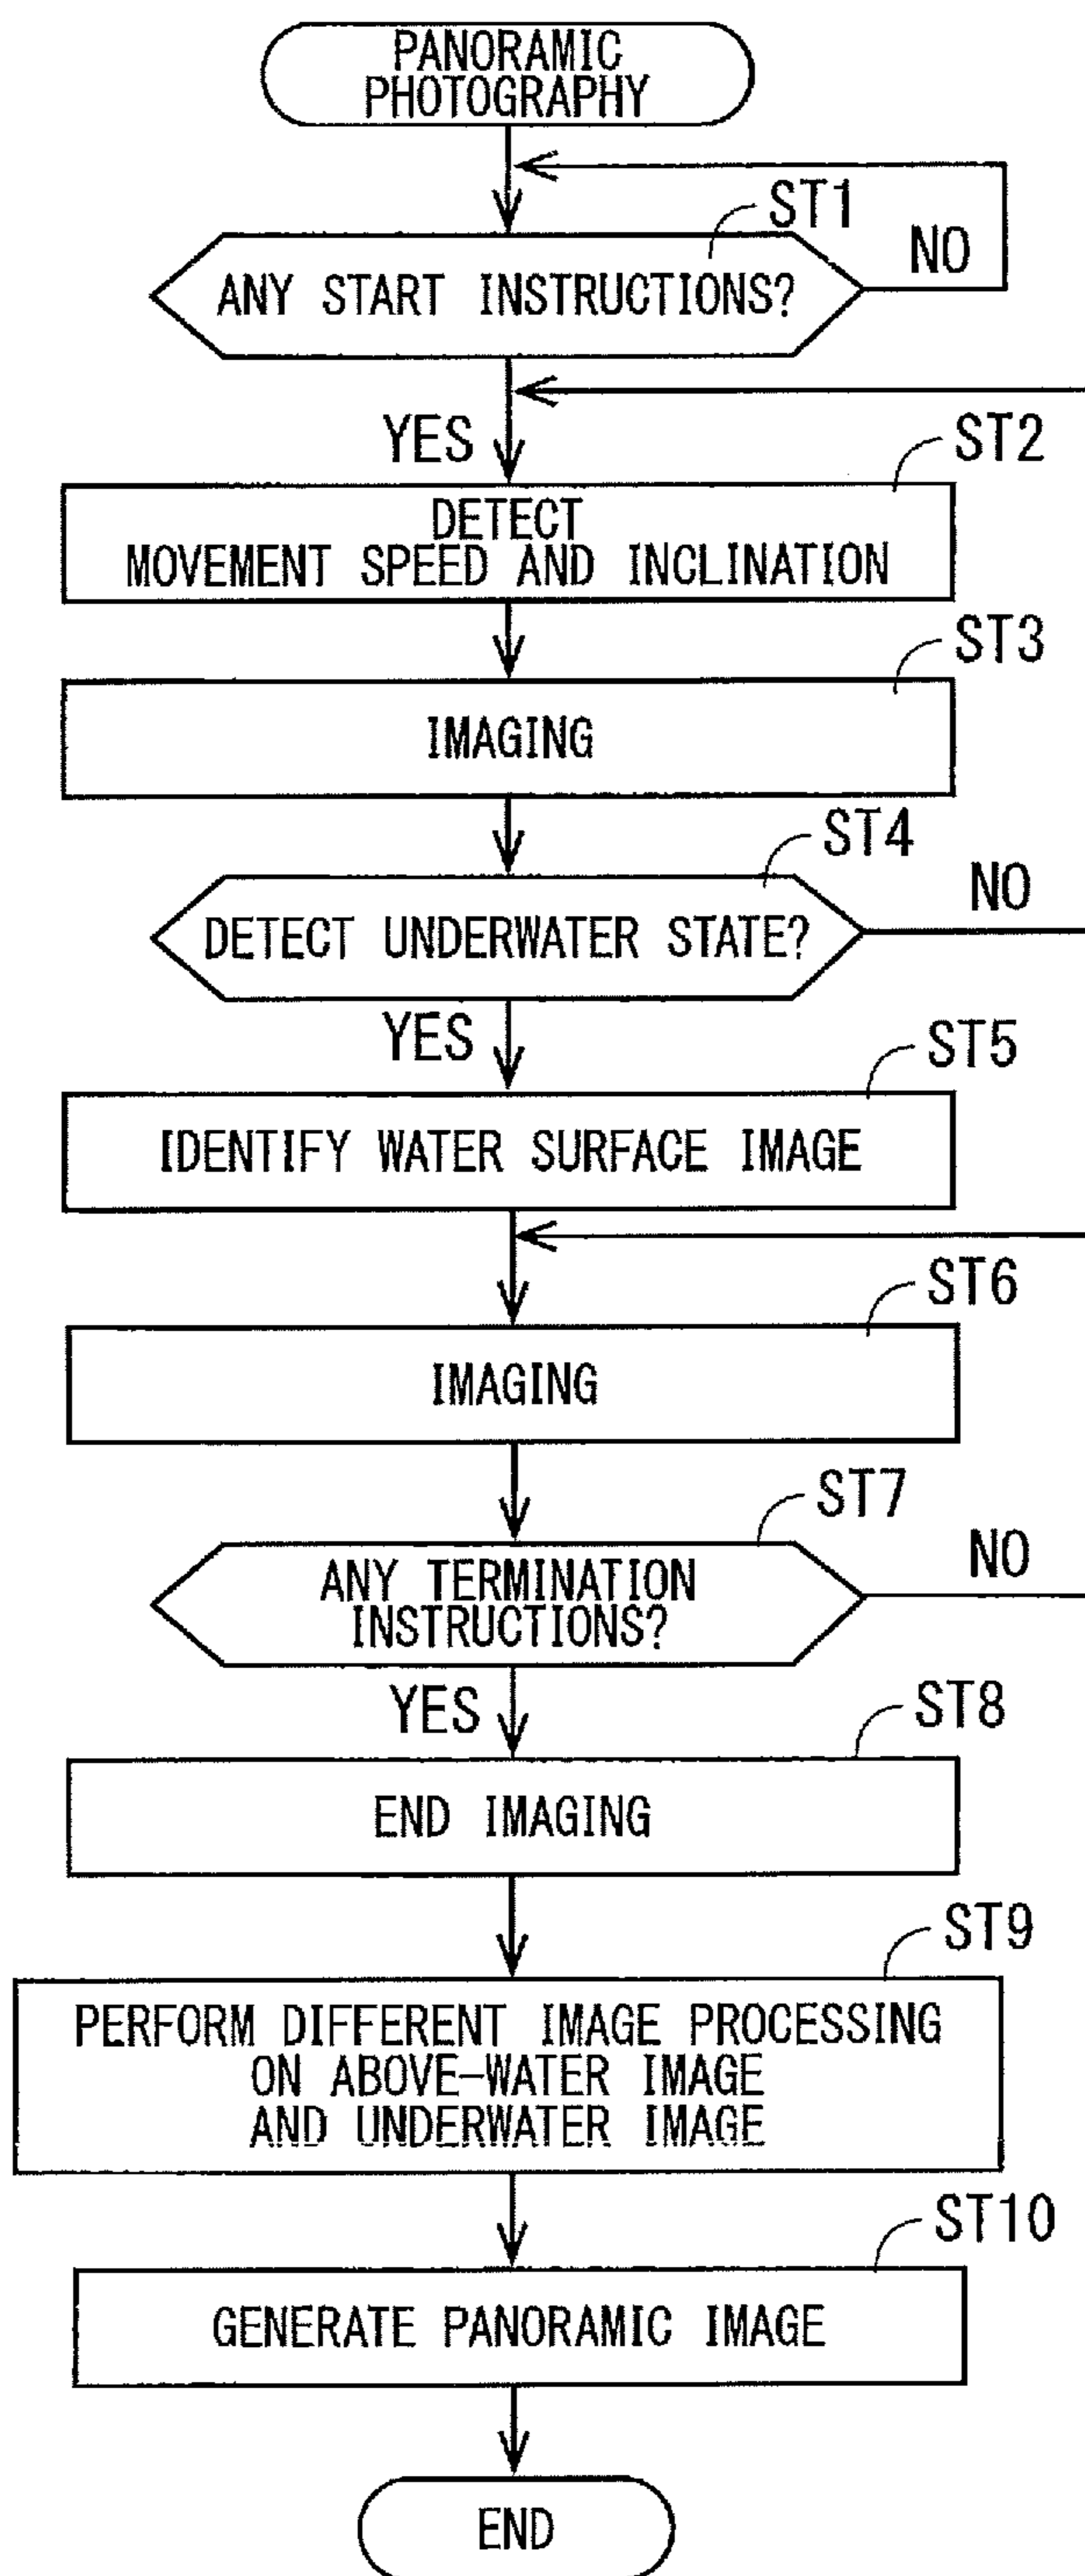 PANORAMIC
PHOTOGRAPHY
ST1
NO
ANY START INSTRUCTIONS?
YES
ST2
DETECT
MOVEMENT SPEED AND INCLINATION
ST3
IMAGING
ST4
NO
DETECT UNDERWATER STATE?
YES
ST5
IDENTIFY WATER SURFACE IMAGE
ST6
IMAGING
ST7
NO
ANY TERMINATION
INSTRUCTIONS?
YES
ST8
END IMAGING
ST9
PERFORM DIFFERENT IMAGE PROCESSING
ON ABOVE-WATER IMAGE
AND UNDERWATER IMAGE
ST10
GENERATE PANORAMIC IMAGE
END